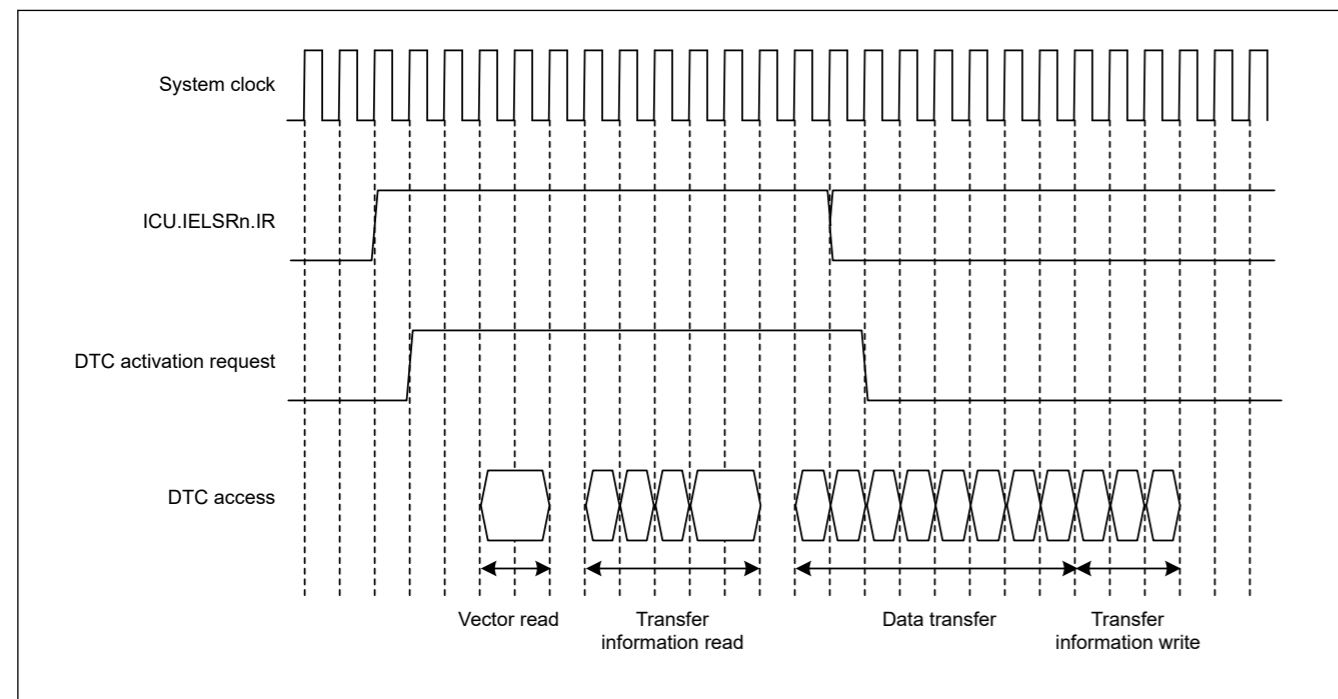 System clock
ICU.IELSRn.IR
DTC activation request
DTC access
Vector read
Transfer
information read
Data transfer
Transfer
information write